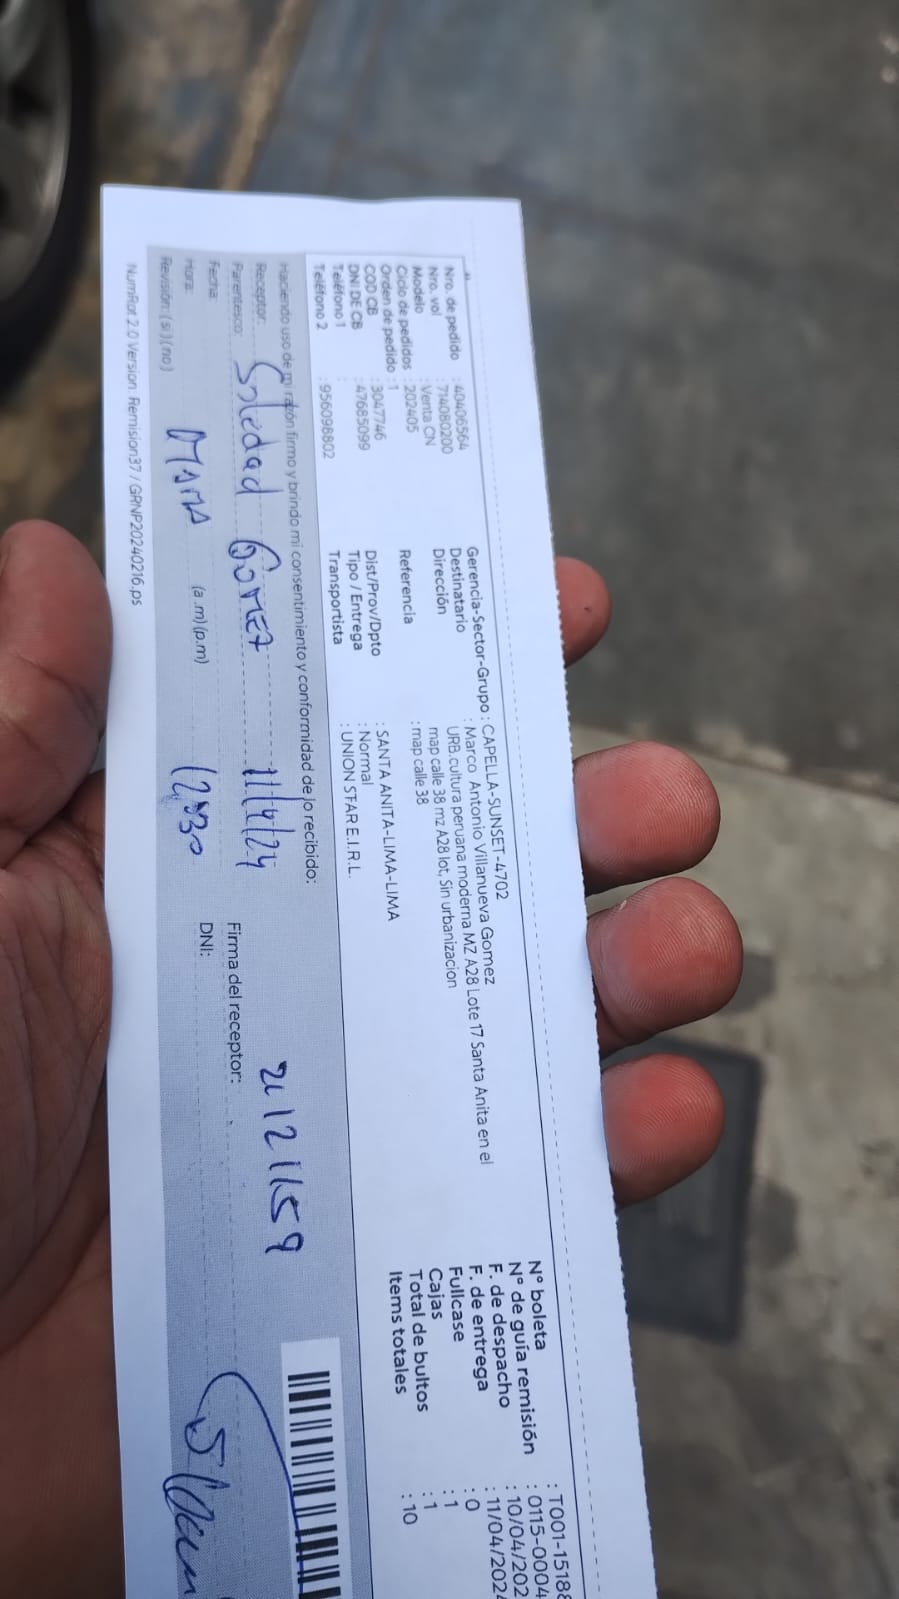 Nro. de pedido : 40406564
Nro. vol : 714080200
Modelo : Venta CN
Ciclo de pedidos : 202405
Orden de pedido : 1
COD CB : 3047746
DNI DE CB : 47685099
Teléfono 1 :
Teléfono 2 : 956098802
Gerencia-Sector-Grupo : CAPELLA-SUNSET-4702
Destinatario : Marco Antonio Villanueva Gomez
Dirección : URB.cultura peruana moderna MZ A28 Lote 17 Santa Anita en el
map calle 38 mz A28 lot, Sin urbanizacion
Referencia : map calle 38
Dist/Prov/Dpto : SANTA ANITA-LIMA-LIMA
Tipo / Entrega : Normal
Transportista : UNION STAR E.I.R.L.
N° boleta : T001-15188
N° de guía remisión : 0115-0004
F. de despacho : 10/04/202
F. de entrega : 11/04/2024
Fullcase : 0
Cajas : 1
Total de bultos : 1
Items totales : 10
Haciendo uso de mi razón firmo y brindo mi consentimiento y conformidad de lo recibido:
Receptor: Soledad Gomez 11/4/24
Parentesco:
Fecha:
Hora: (a.m)(p.m)
Mama 12:30
Revisión: (si)(no)
Firma del receptor:
DNI:
21121159
NumRot 2.0 Version Remision37 / GRNP20240216.ps